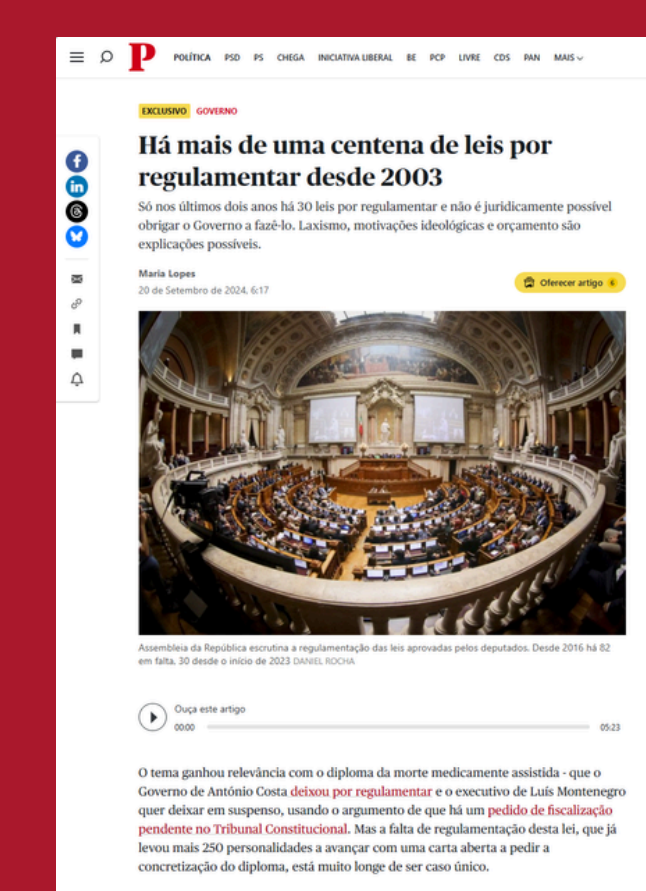 P
POLÍTICA PSD PS CHEGA INICIATIVA LIBERAL BE PCP LIVRE CDS PAN MAIS
EXCLUSIVO GOVERNO
Há mais de uma centena de leis por
regulamentar desde 2003
Só nos últimos dois anos há 30 leis por regulamentar e não é juridicamente possível
obrigar o Governo a fazê-lo. Laxismo, motivações ideológicas e orçamento são
explicações possíveis.
Maria Lopes
20 de Setembro de 2024, 6:17
Oferecer artigo 6
Assembleia da República escrutina a regulamentação das leis aprovadas pelos deputados. Desde 2016 há 82
em falta, 30 desde o início de 2023 DANIEL ROCHA
Ouça este artigo
00:00 05:23
O tema ganhou relevância com o diploma da morte medicamente assistida - que o
Governo de António Costa deixou por regulamentar e o executivo de Luís Montenegro
quer deixar em suspenso, usando o argumento de que há um pedido de fiscalização
pendente no Tribunal Constitucional. Mas a falta de regulamentação desta lei, que já
levou mais 250 personalidades a avançar com uma carta aberta a pedir a
concretização do diploma, está muito longe de ser caso único.